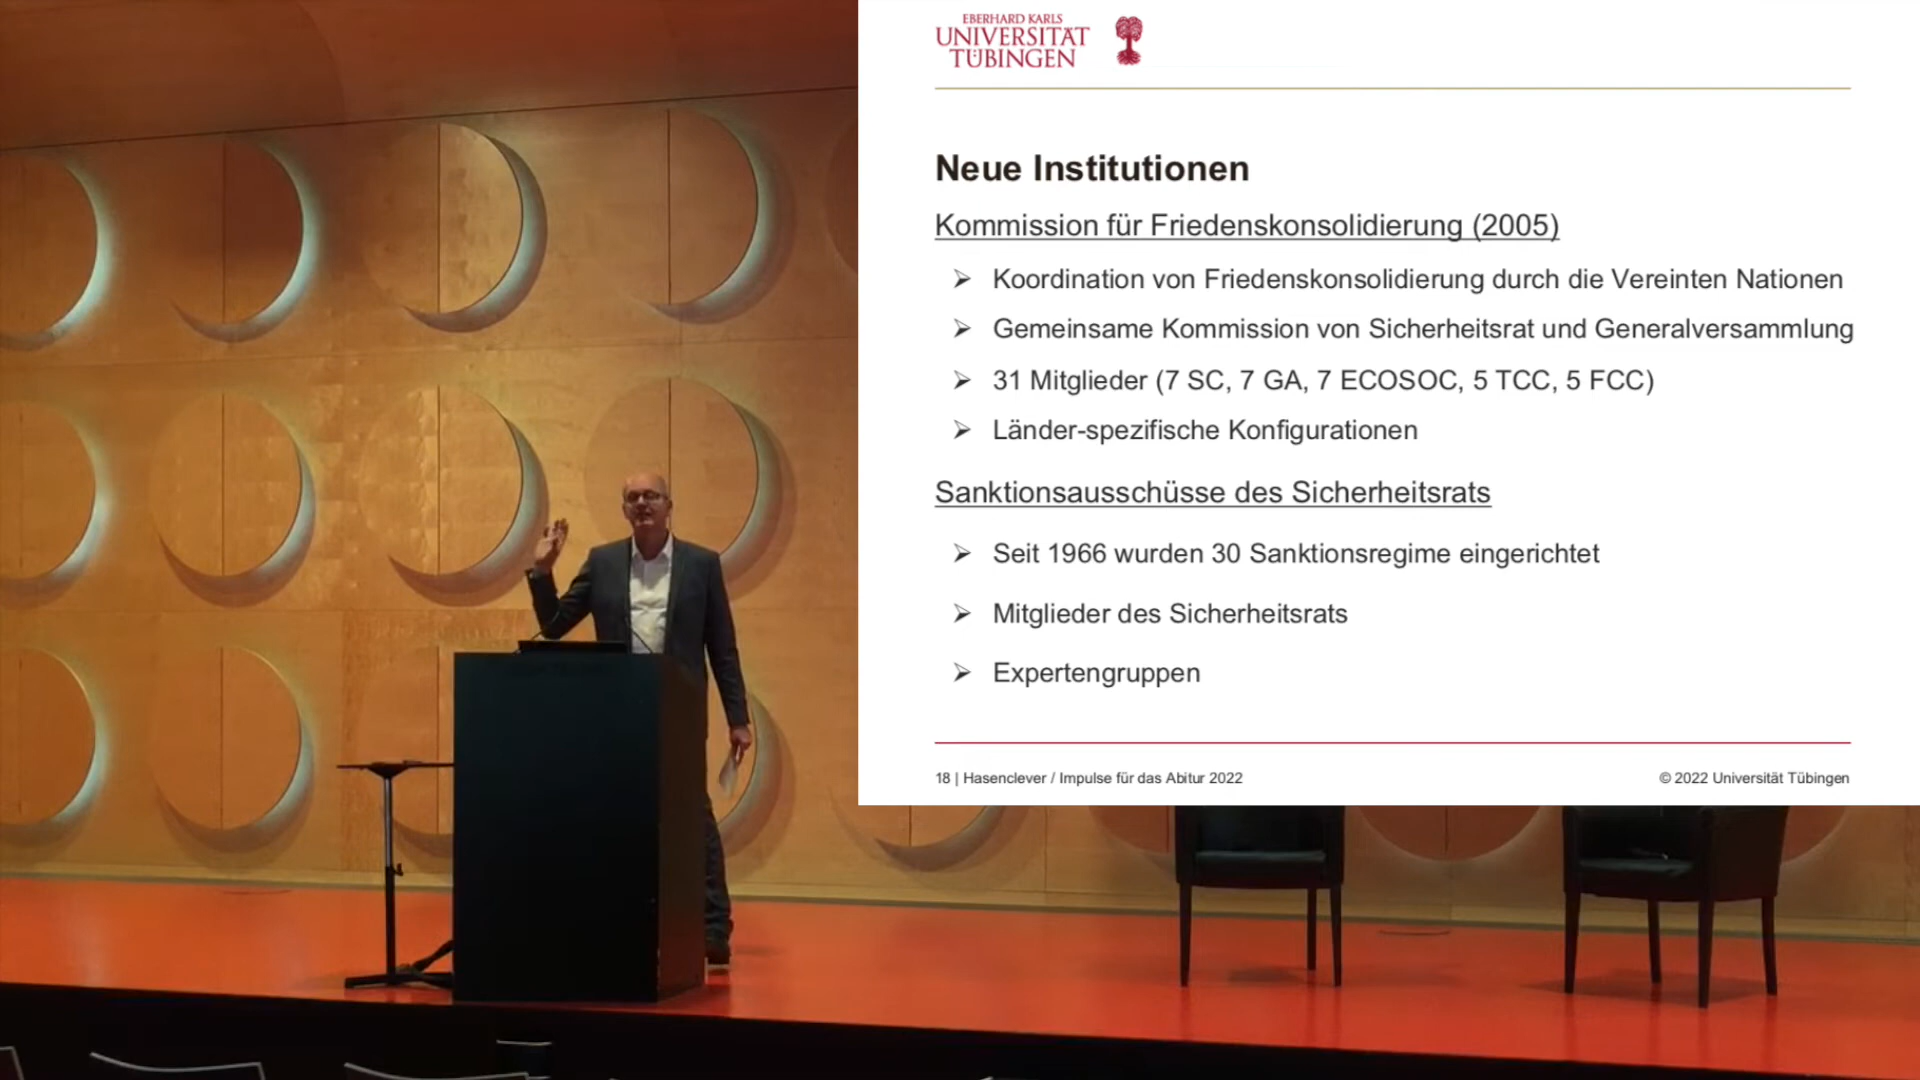 EBERHARD KARLS
UNIVERSITÄT
TÜBINGEN
Neue Institutionen
Kommission für Friedenskonsolidierung (2005)
➢ Koordination von Friedenskonsolidierung durch die Vereinten Nationen
➢ Gemeinsame Kommission von Sicherheitsrat und Generalversammlung
➢ 31 Mitglieder (7 SC, 7 GA, 7 ECOSOC, 5 TCC, 5 FCC)
➢ Länder-spezifische Konfigurationen
Sanktionsausschüsse des Sicherheitsrats
➢ Seit 1966 wurden 30 Sanktionsregime eingerichtet
➢ Mitglieder des Sicherheitsrats
➢ Expertengruppen
18 | Hasenclever / Impulse für das Abitur 2022
© 2022 Universität Tübingen